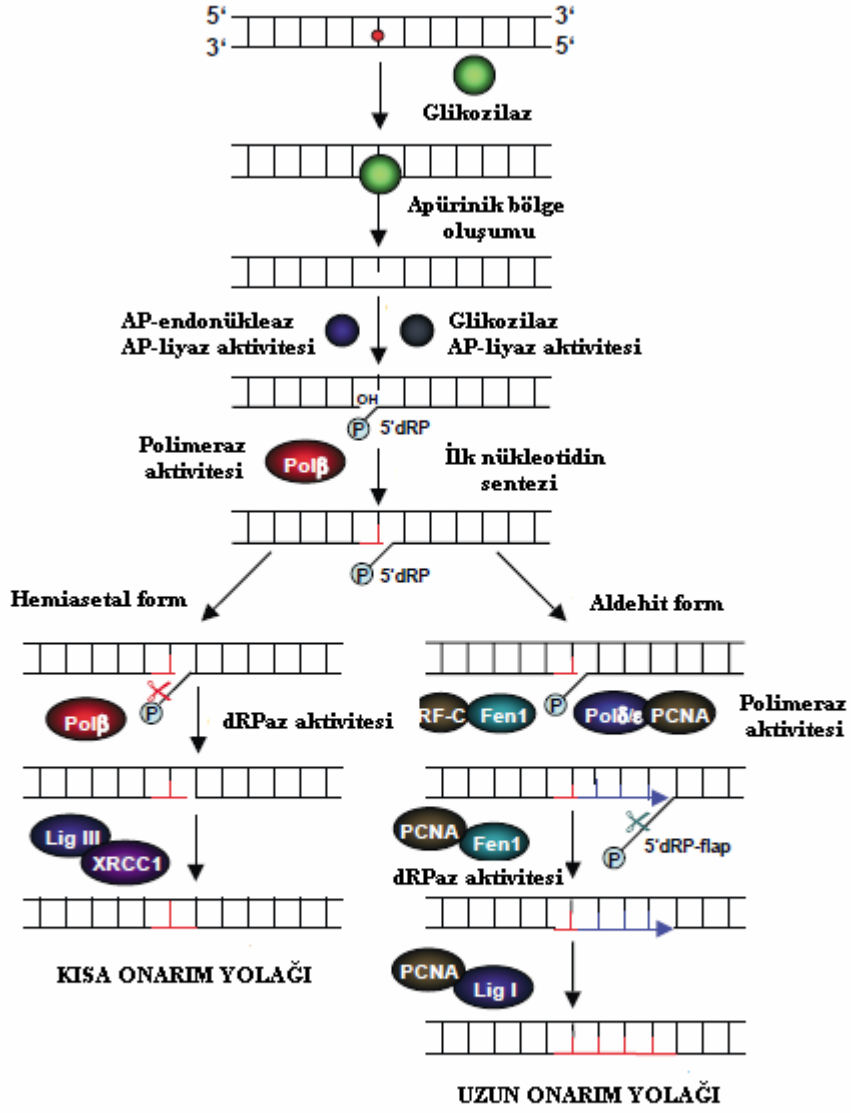 5‘ 3‘
3‘ 5‘
Glikozilaz
Apürinik bölge
oluşumu
AP-endonükleaz
AP-liyaz aktivitesi
Glikozilaz
AP-liyaz aktivitesi
OH
P 5'dRP
Polimeraz
aktivitesi
Polβ
İlk nükleotidin
sentezi
P 5'dRP
Hemiasetal form
Aldehit form
P
Polβ
dRPaz aktivitesi
Lig III
XRCC1
KISA ONARIM YOLAĞI
P
RF-C Fen1 Polδ/ε PCNA
Polimeraz
aktivitesi
PCNA
Fen1
P 5'dRP-flap
dRPaz aktivitesi
PCNA
Lig I
UZUN ONARIM YOLAĞI